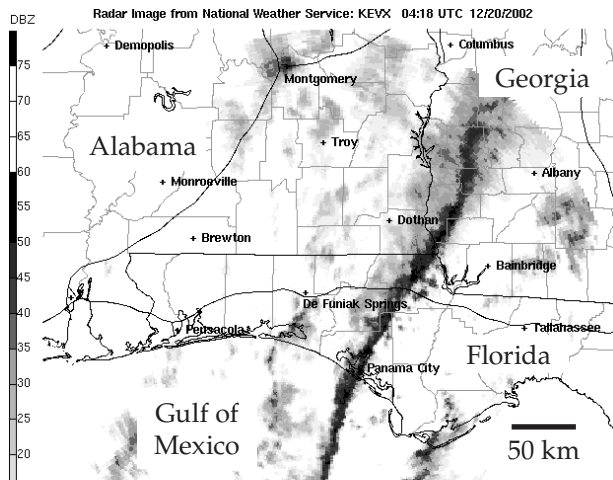 Radar Image from National Weather Service: KEVX 04:18 UTC 12/20/2002
DBZ
75
70
65
60
55
50
45
40
35
30
25
20
Demopolis
Columbus
Montgomery
Georgia
Alabama
Troy
Albany
Monroeville
Dothan
Brewton
Bainbridge
De Funiak Springs
Pensacola
Tallahassee
Florida
Panama City
Gulf of
Mexico
50 km